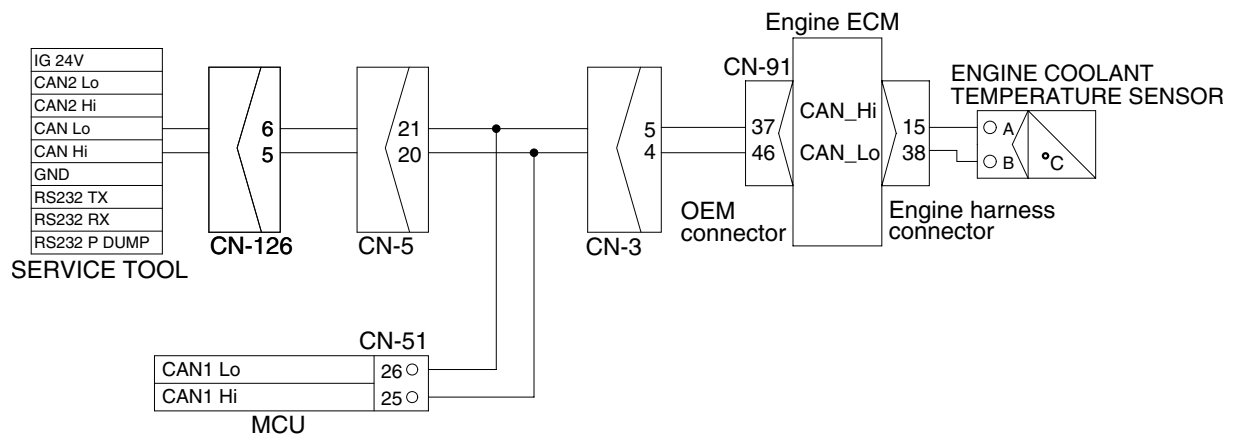 Engine ECM
IG 24V
CAN2 Lo
CAN2 Hi
CAN Lo
CAN Hi
GND
RS232 TX
RS232 RX
RS232 P DUMP
SERVICE TOOL
6
5
CN-126
21
20
CN-5
5
4
CN-3
CN-91
37
46
OEM
connector
CAN_Hi
CAN_Lo
15
38
Engine harness
connector
ENGINE COOLANT
TEMPERATURE SENSOR
A
B
°C
CN-51
CAN1 Lo
26
CAN1 Hi
25
MCU